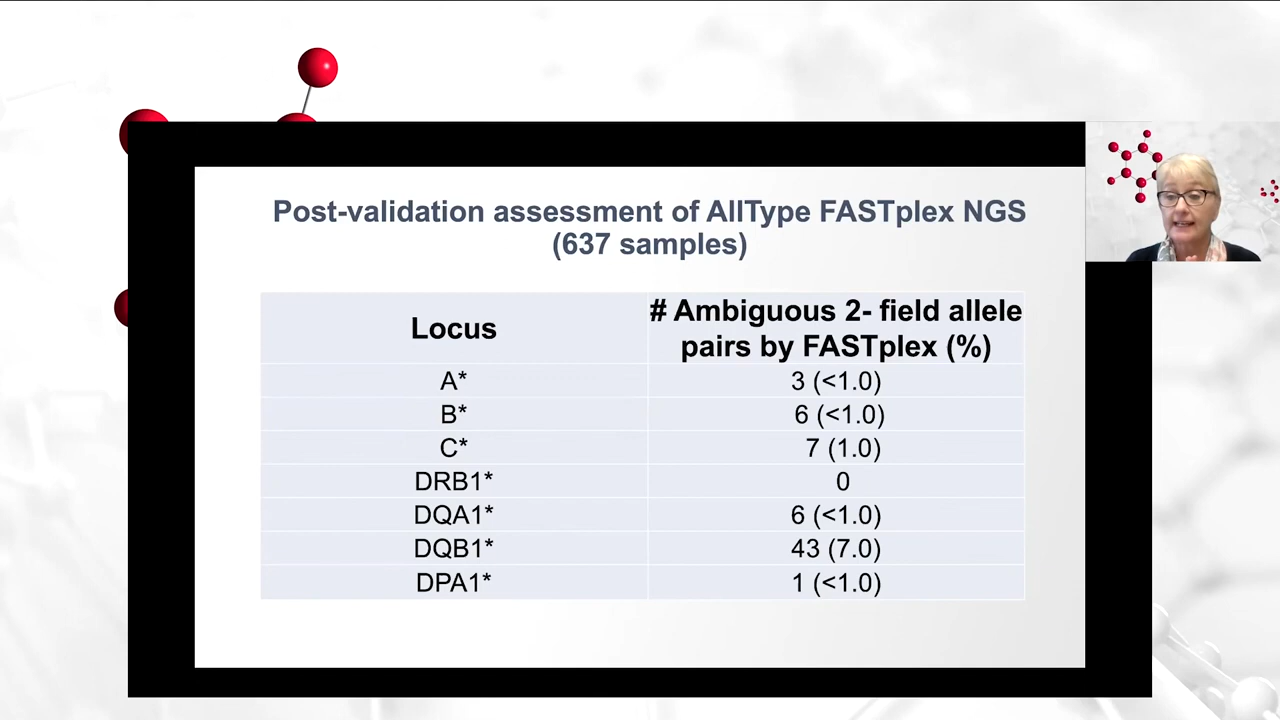 Post-validation assessment of AllType FASTplex NGS
(637 samples)
Locus
# Ambiguous 2- field allele
pairs by FASTplex (%)
A*
3 (<1.0)
B*
6 (<1.0)
C*
7 (1.0)
DRB1*
0
DQA1*
6 (<1.0)
DQB1*
43 (7.0)
DPA1*
1 (<1.0)